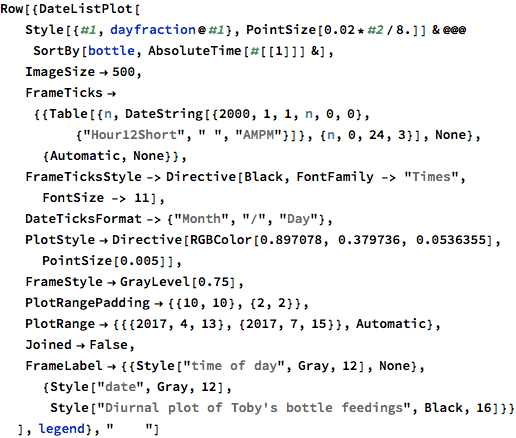 Row[{DateListPlot[
Style[{#1, dayfraction@#1}, PointSize[0.02*#2/8.]] &@@@
SortBy[bottle, AbsoluteTime[#[[1]]] &],
ImageSize→500,
FrameTicks→
{{Table[{n, DateString[{2000, 1, 1, n, 0, 0},
{"Hour12Short", " ", "AMPM"}]}, {n, 0, 24, 3}], None},
{Automatic, None}},
FrameTicksStyle -> Directive[Black, FontFamily -> "Times",
FontSize -> 11],
DateTicksFormat -> {"Month", "/", "Day"},
PlotStyle→Directive[RGBColor[0.897078, 0.379736, 0.0536355],
PointSize[0.005]],
FrameStyle→GrayLevel[0.75],
PlotRangePadding→{{10, 10}, {2, 2}},
PlotRange→{{{2017, 4, 13}, {2017, 7, 15}}, Automatic},
Joined→False,
FrameLabel→{{Style["time of day", Gray, 12], None},
{Style["date", Gray, 12],
Style["Diurnal plot of Toby's bottle feedings", Black, 16]}}
], legend}, "    "]